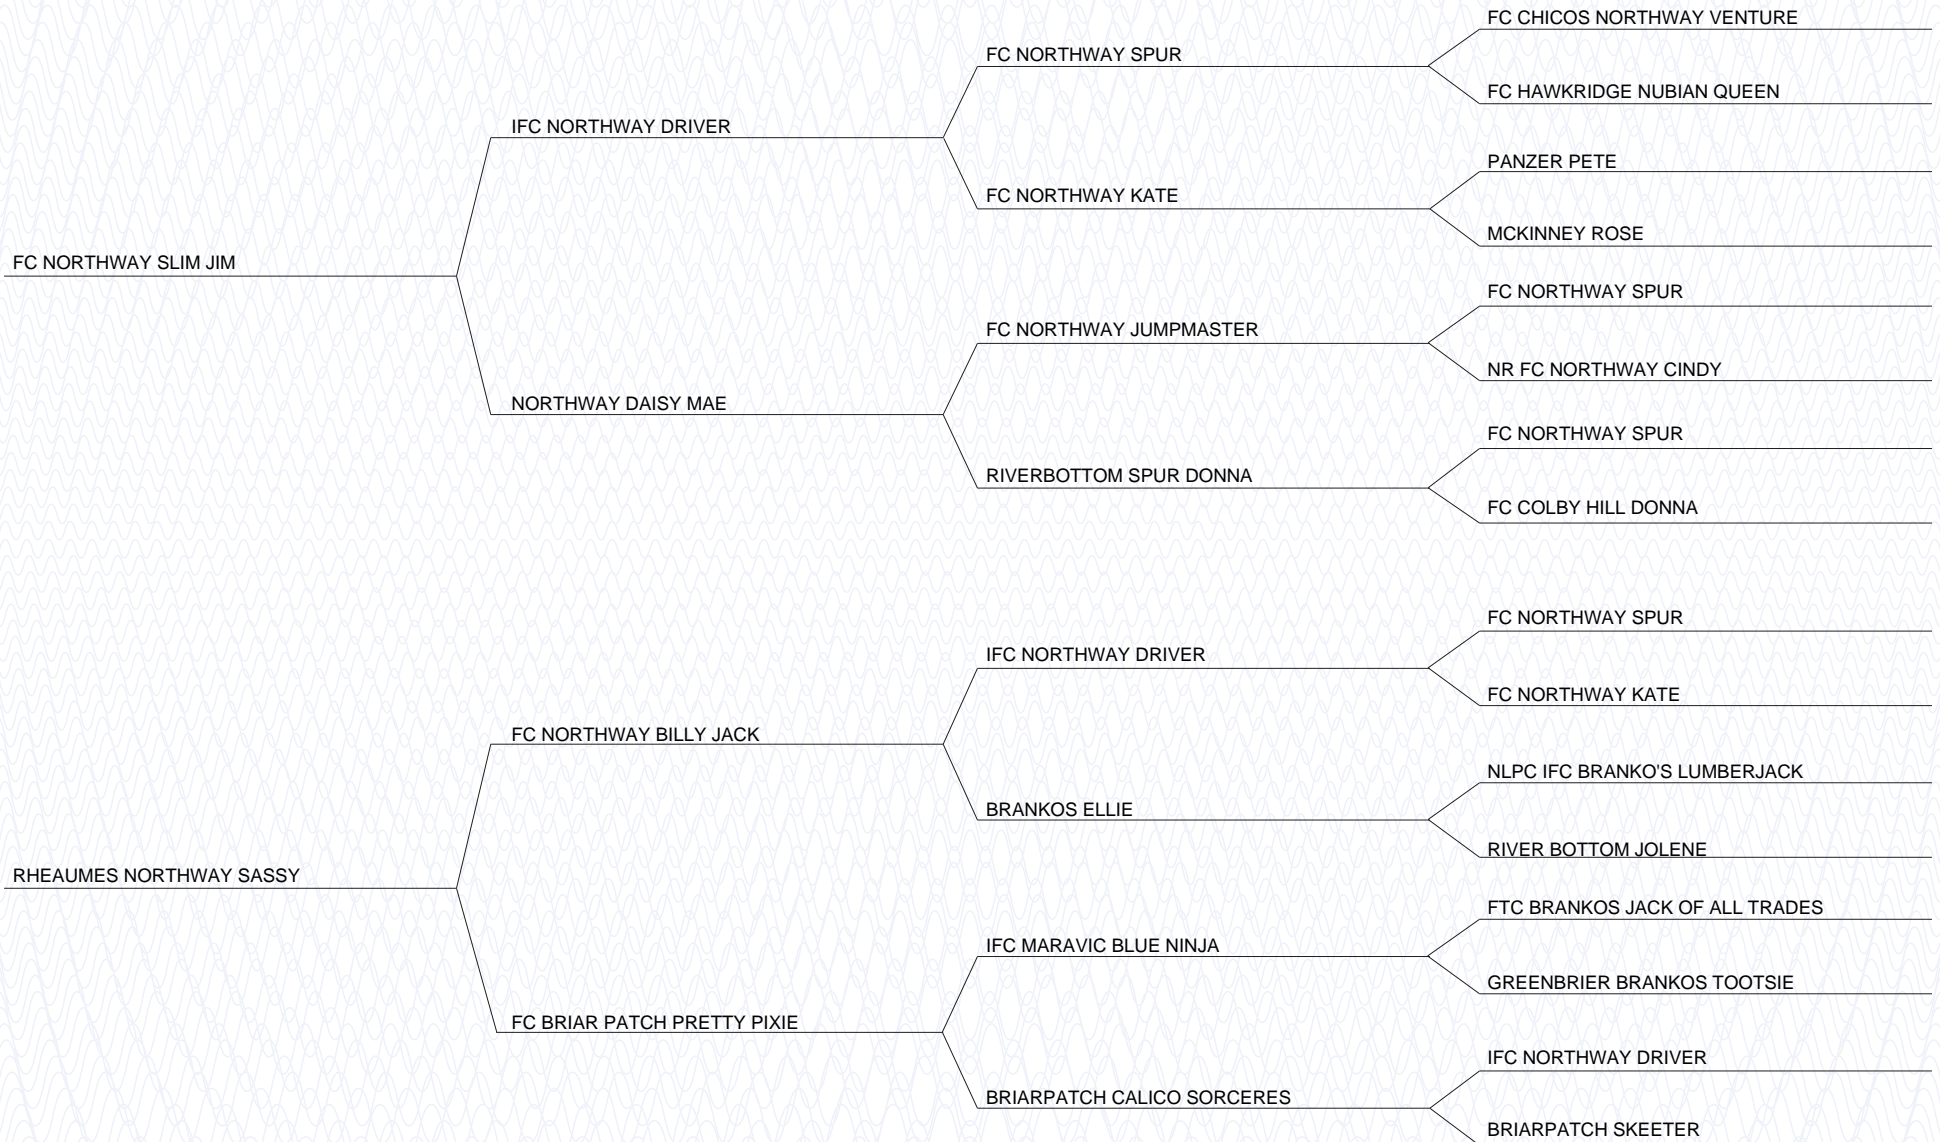 FC CHICOS NORTHWAY VENTURE
FC NORTHWAY SPUR
FC HAWKRIDGE NUBIAN QUEEN
IFC NORTHWAY DRIVER
PANZER PETE
FC NORTHWAY KATE
MCKINNEY ROSE
FC NORTHWAY SLIM JIM
FC NORTHWAY SPUR
FC NORTHWAY JUMPMASTER
NR FC NORTHWAY CINDY
NORTHWAY DAISY MAE
FC NORTHWAY SPUR
RIVERBOTTOM SPUR DONNA
FC COLBY HILL DONNA
FC NORTHWAY SPUR
IFC NORTHWAY DRIVER
FC NORTHWAY KATE
FC NORTHWAY BILLY JACK
NLPC IFC BRANKO'S LUMBERJACK
BRANKOS ELLIE
RIVER BOTTOM JOLENE
RHEAUMES NORTHWAY SASSY
FTC BRANKOS JACK OF ALL TRADES
IFC MARAVIC BLUE NINJA
GREENBRIER BRANKOS TOOTSIE
FC BRIAR PATCH PRETTY PIXIE
IFC NORTHWAY DRIVER
BRIARPATCH CALICO SORCERES
BRIARPATCH SKEETER